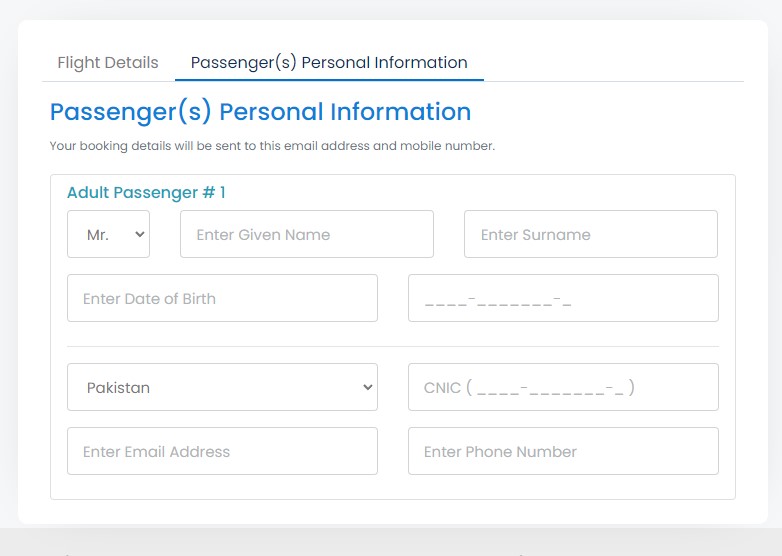 Flight Details Passenger(s) Personal Information
Passenger(s) Personal Information
Your booking details will be sent to this email address and mobile number.
Adult Passenger # 1
Mr. Enter Given Name Enter Surname
Enter Date of Birth ____-_______-_
Pakistan CNIC ( ____-_______-_ )
Enter Email Address Enter Phone Number